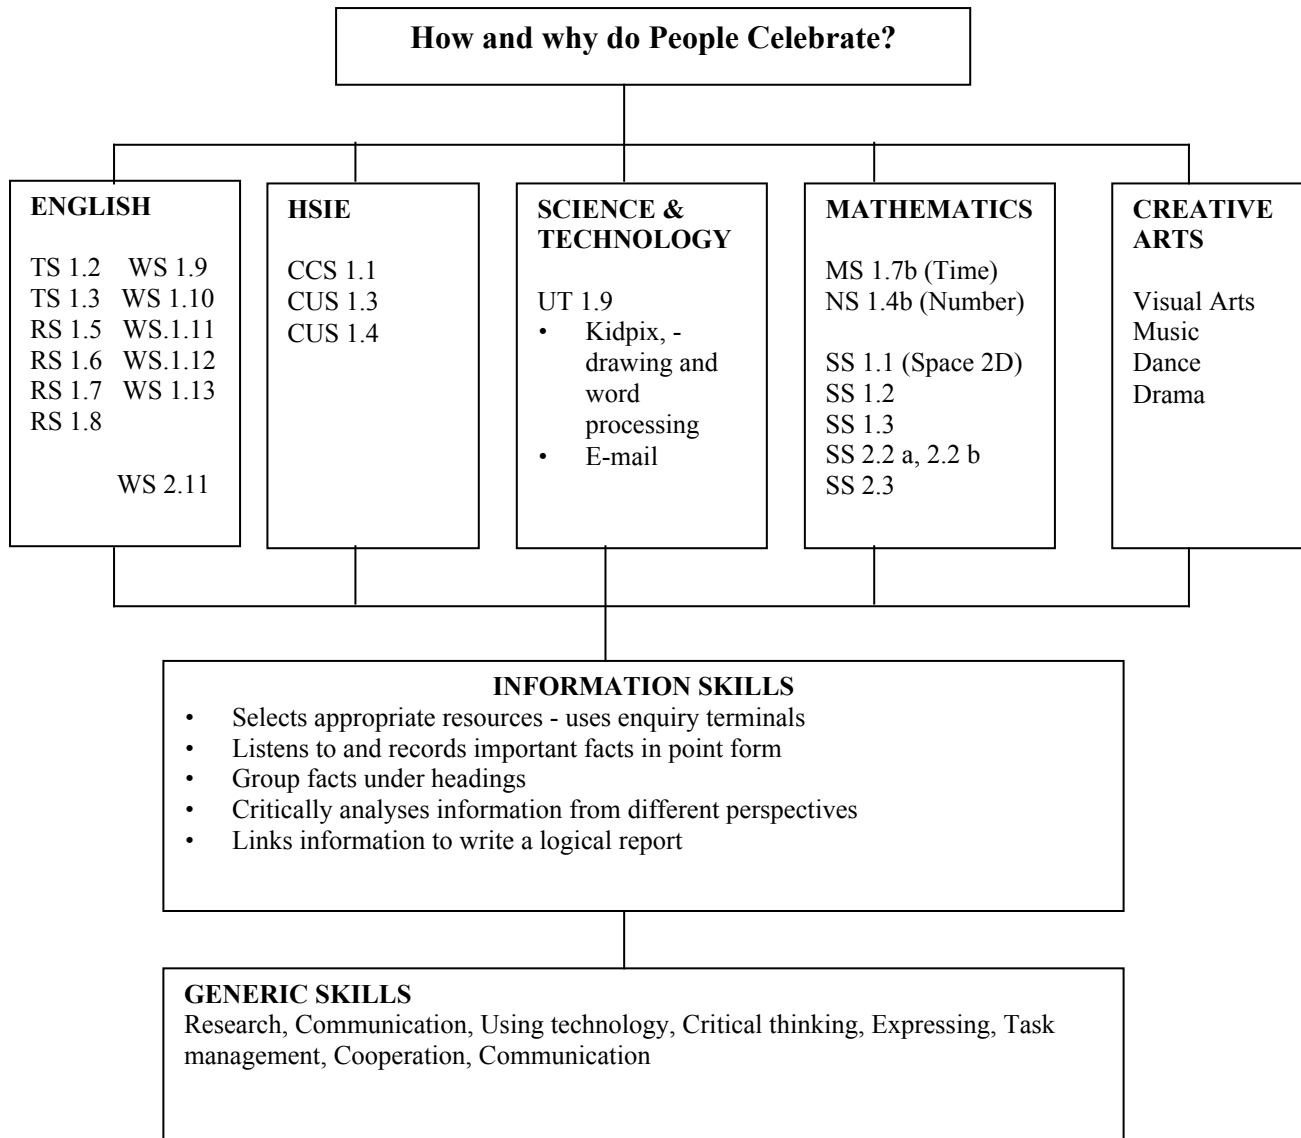 How and why do People Celebrate?
ENGLISH
TS 1.2 WS 1.9
TS 1.3 WS 1.10
RS 1.5 WS.1.11
RS 1.6 WS.1.12
RS 1.7 WS 1.13
RS 1.8
WS 2.11
HSIE
CCS 1.1
CUS 1.3
CUS 1.4
SCIENCE &
TECHNOLOGY
UT 1.9
• Kidpix, -
drawing and
word
processing
• E-mail
MATHEMATICS
MS 1.7b (Time)
NS 1.4b (Number)
SS 1.1 (Space 2D)
SS 1.2
SS 1.3
SS 2.2 a, 2.2 b
SS 2.3
CREATIVE
ARTS
Visual Arts
Music
Dance
Drama
INFORMATION SKILLS
• Selects appropriate resources - uses enquiry terminals
• Listens to and records important facts in point form
• Group facts under headings
• Critically analyses information from different perspectives
• Links information to write a logical report
GENERIC SKILLS
Research, Communication, Using technology, Critical thinking, Expressing, Task
management, Cooperation, Communication